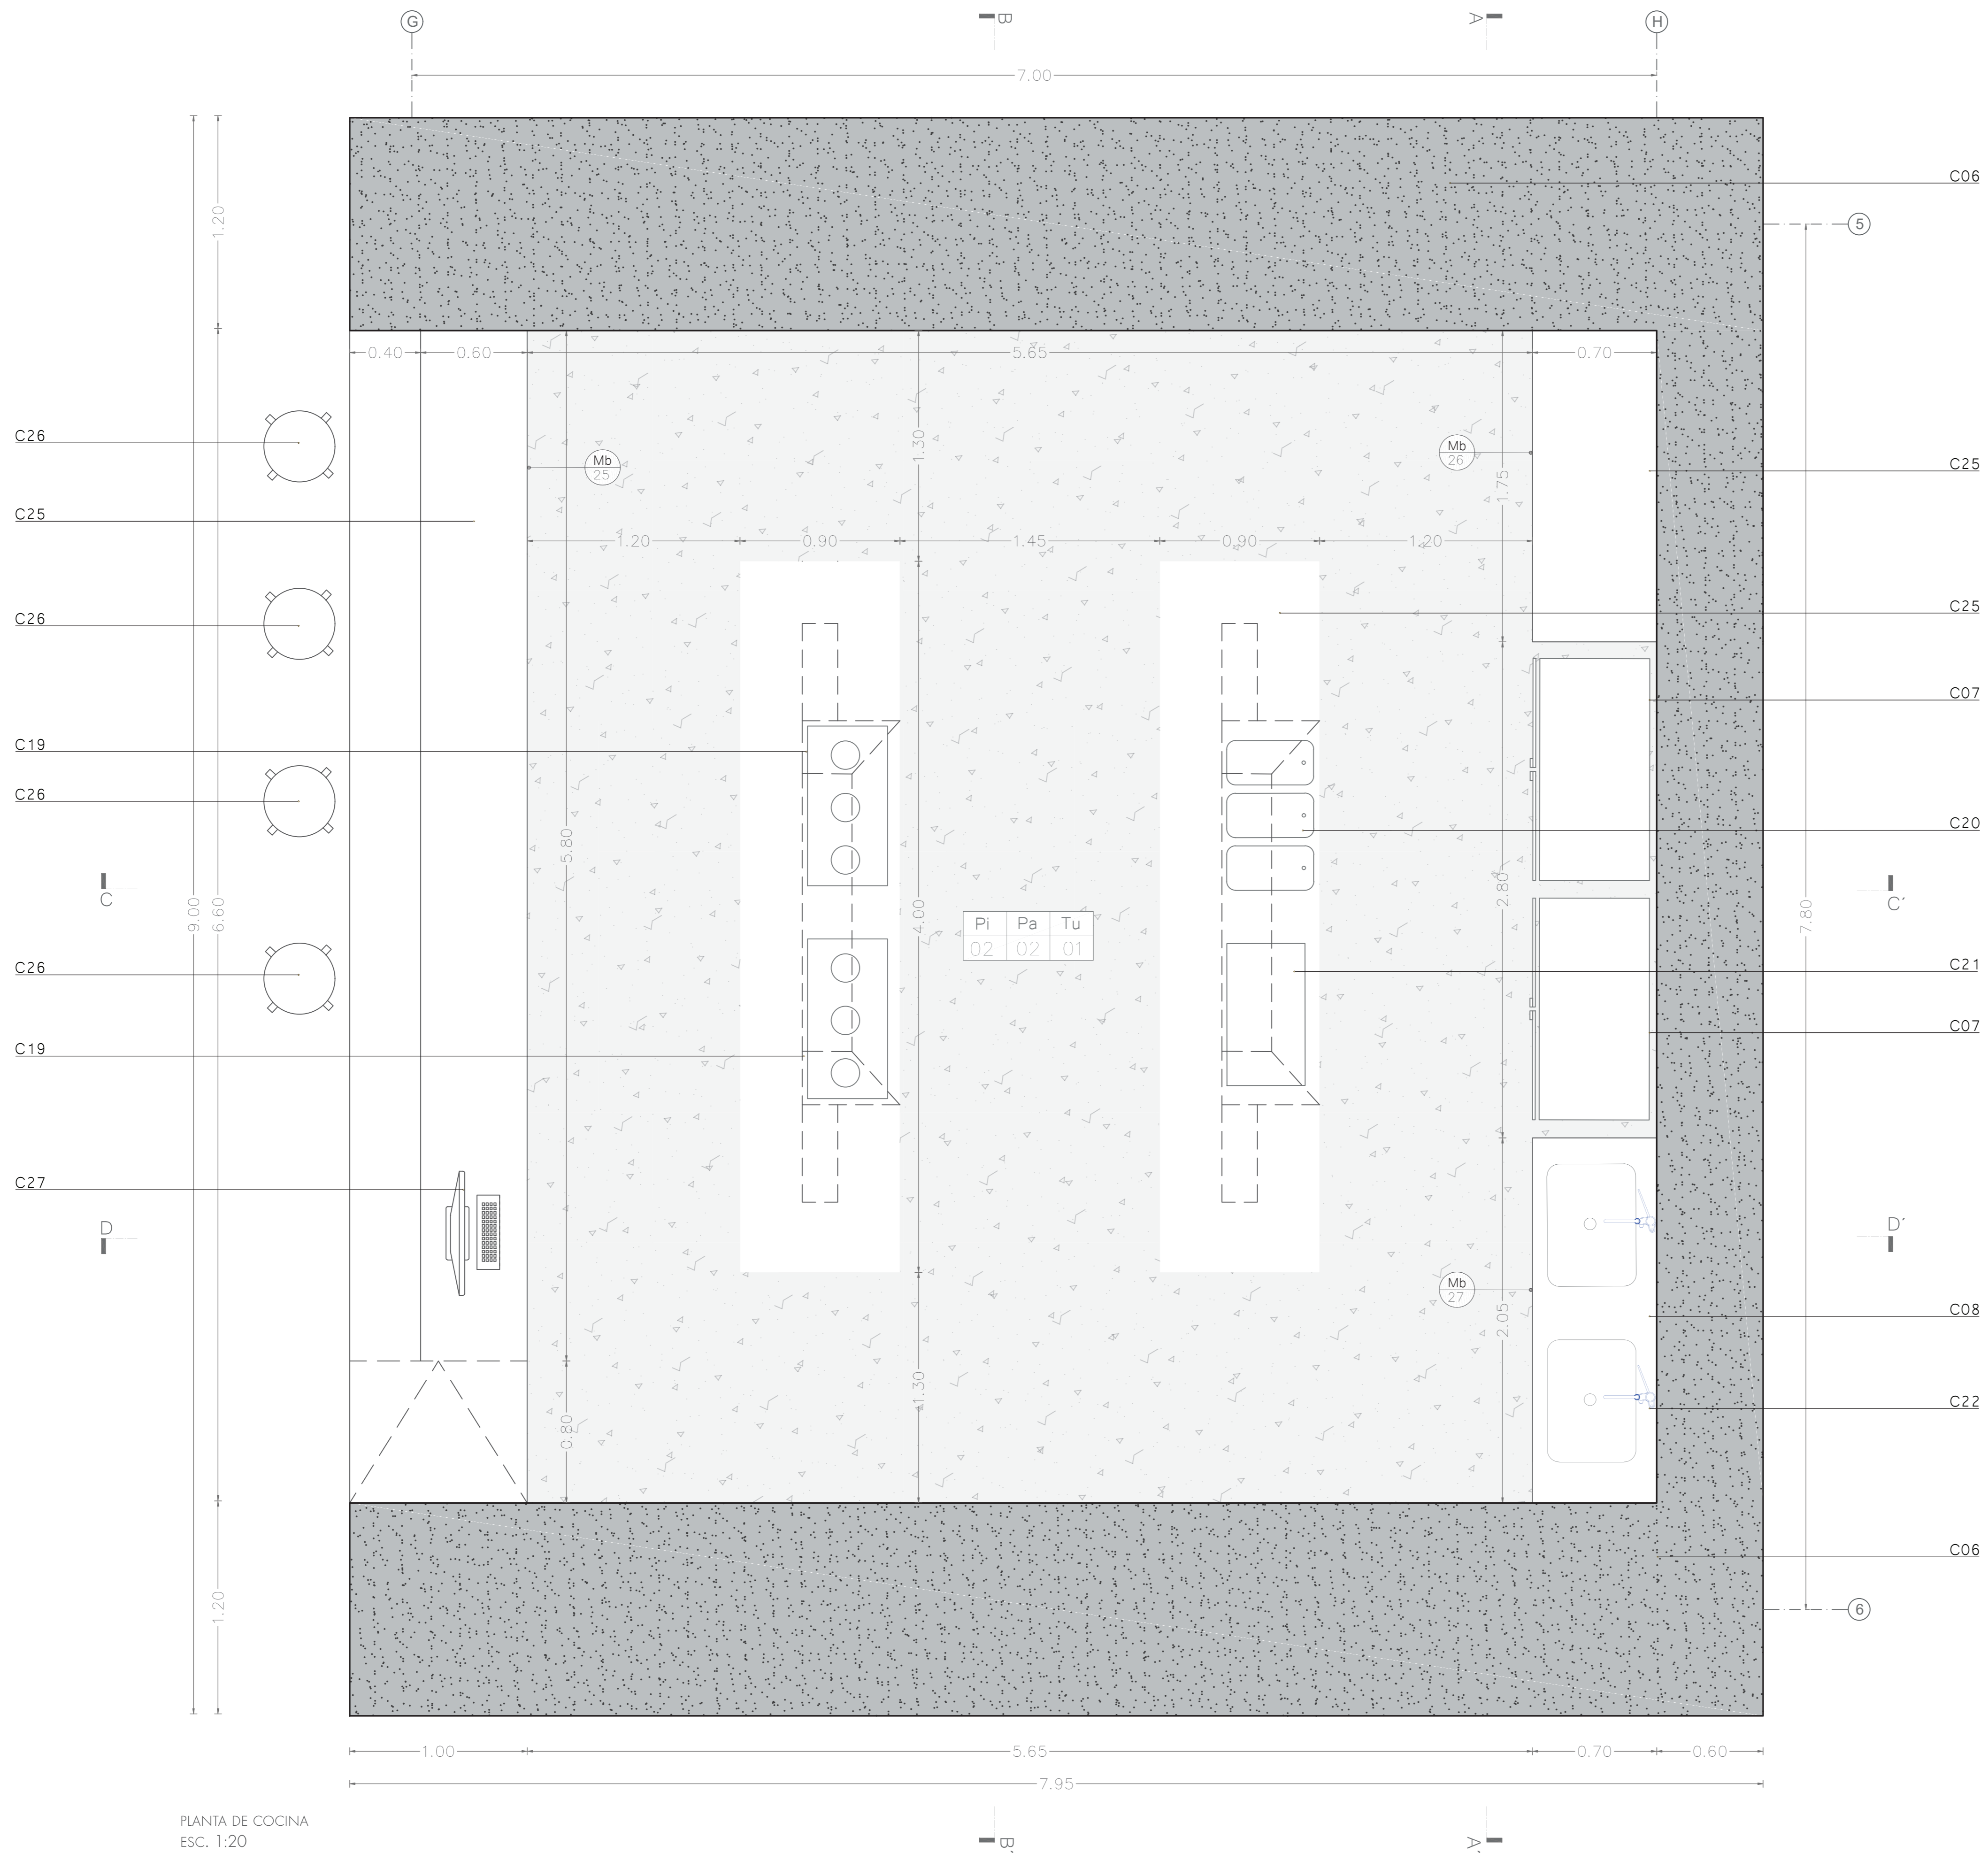 G
B
A
H
7.00
C06
5
1.20
0.40
0.60
5.65
0.70
C26
1.30
Mb
25
Mb
26
C25
1.75
C25
1.20
0.90
1.45
0.90
1.20
C26
C25
C07
C19
C26
C20
5.80
2.80
C
9.00
6.60
4.00
Pi Pa Tu
02 02 01
7.80
C´
C26
C21
C07
C19
C27
D
D´
Mb
27
2.05
C08
1.30
0.80
C22
C06
1.20
6
1.00
5.65
0.70
0.60
7.95
PLANTA DE COCINA
ESC. 1:20
B´
A´